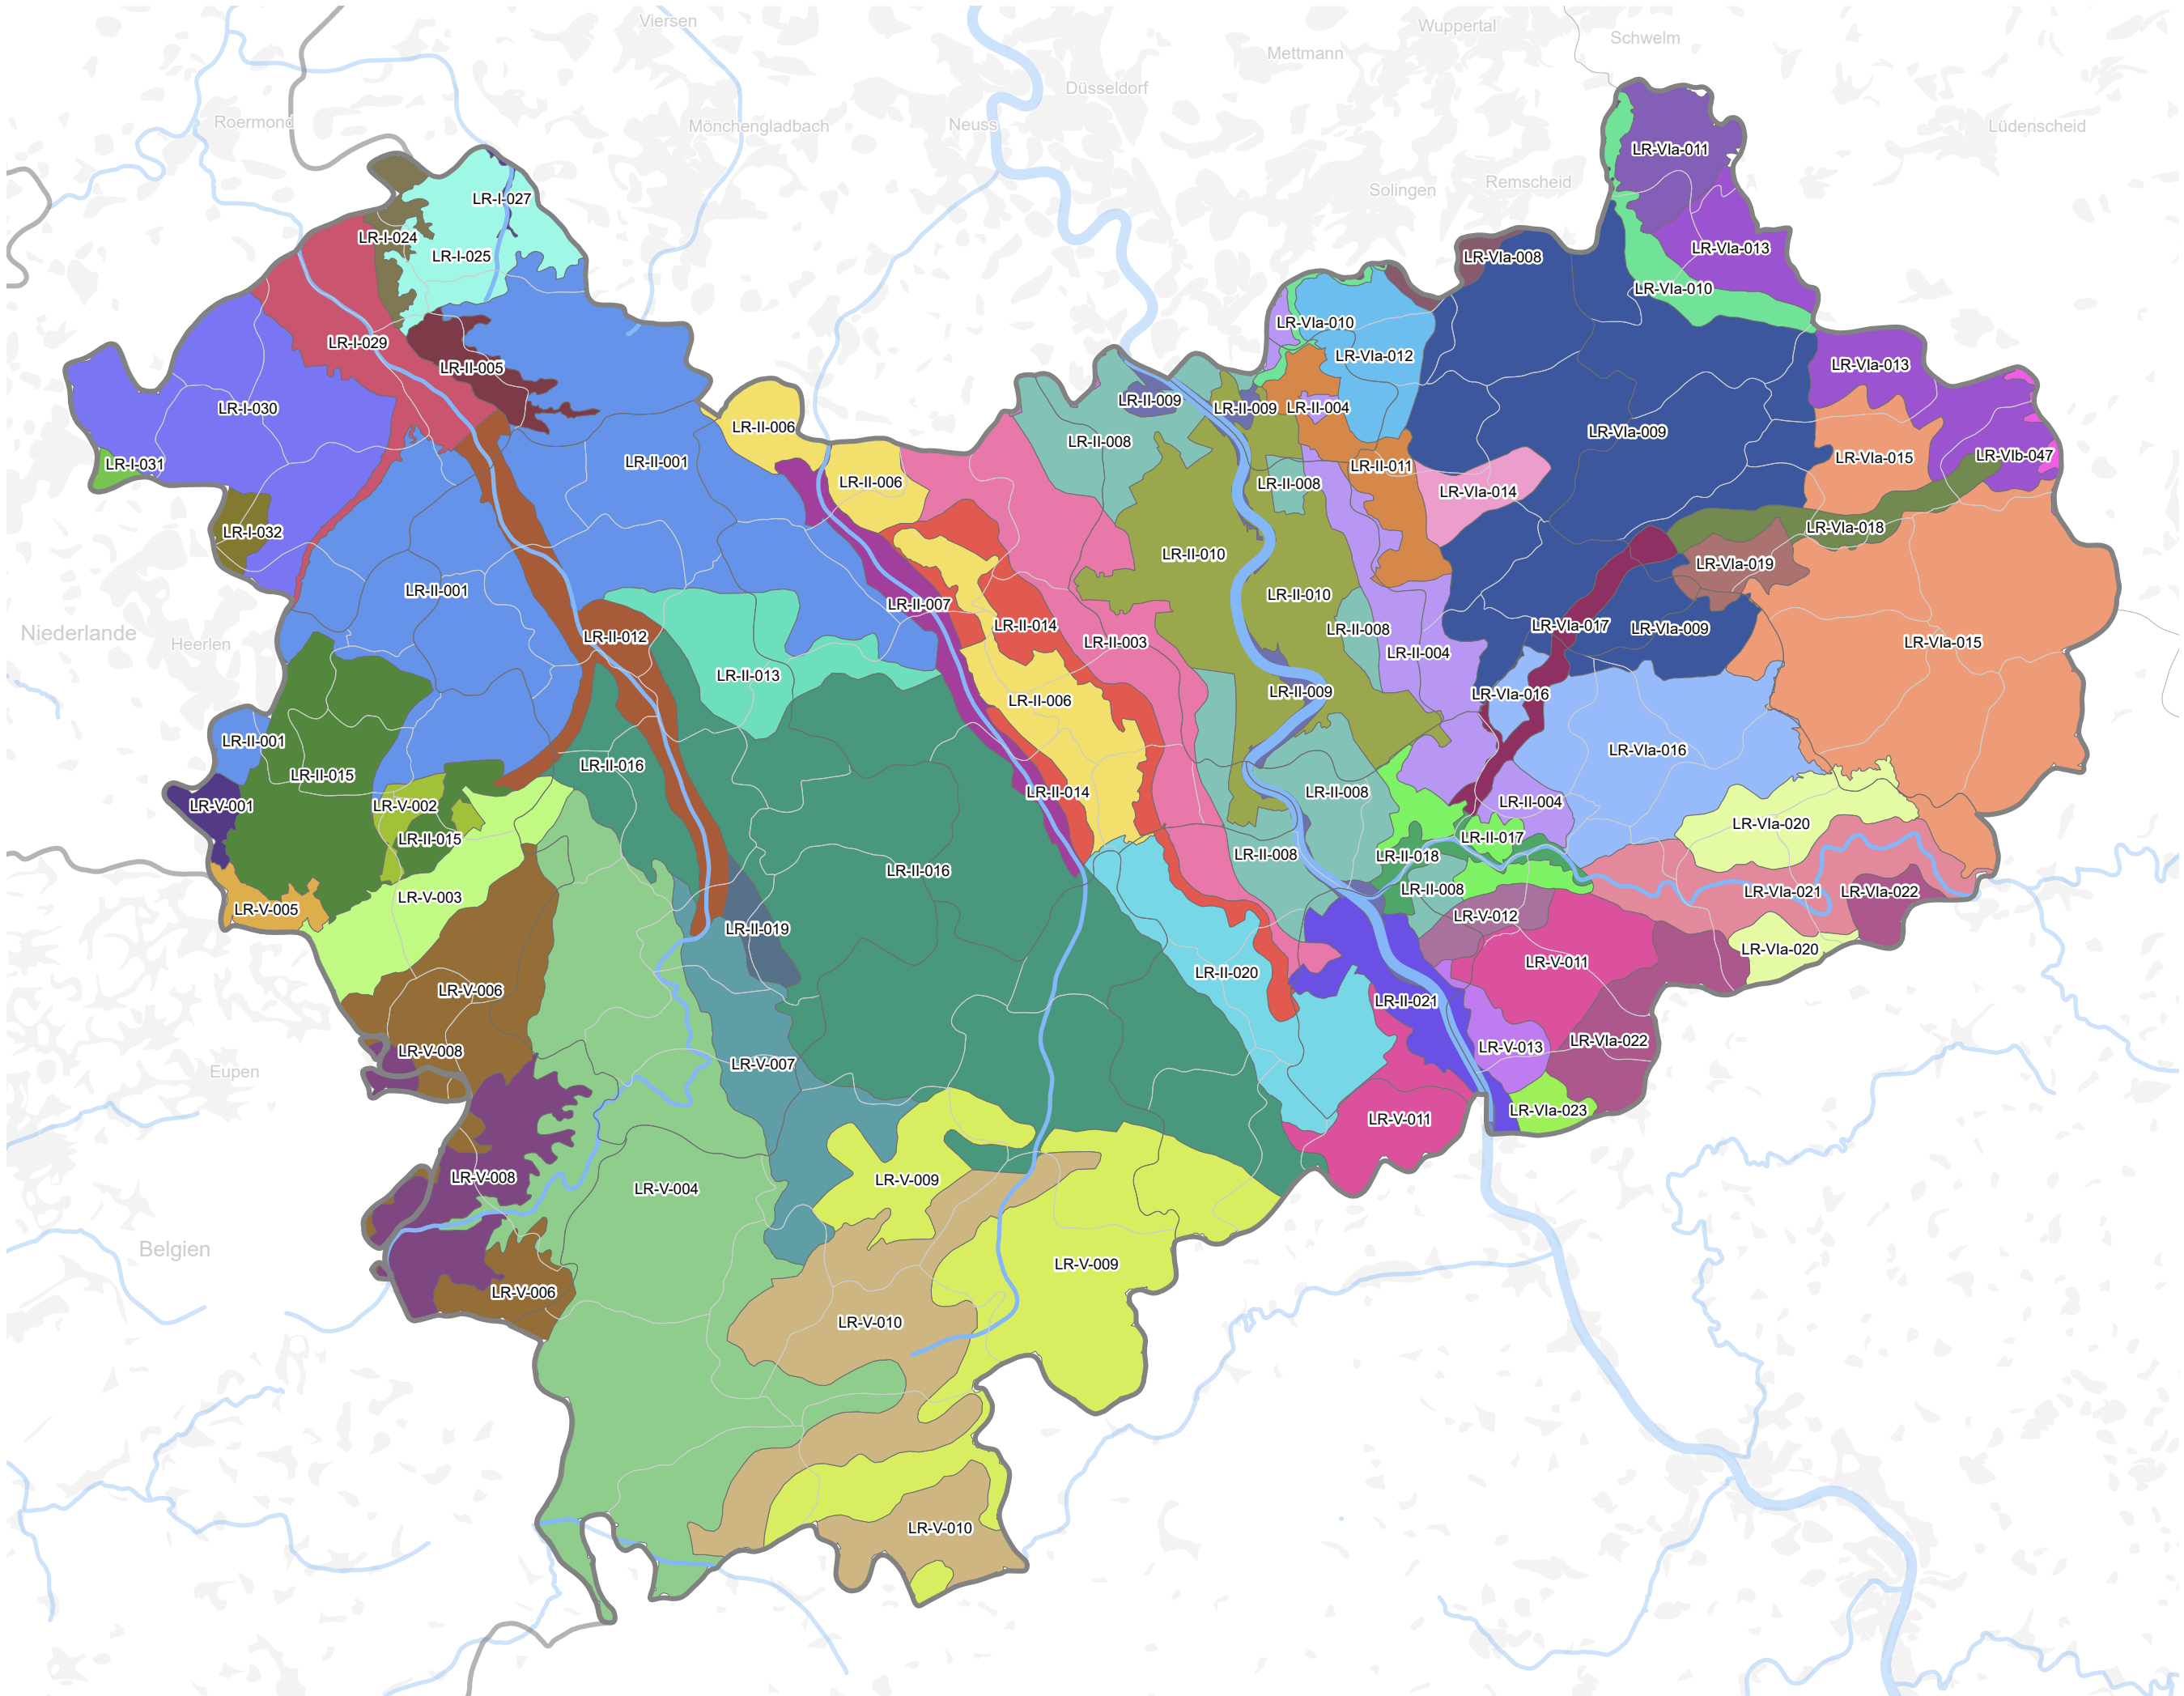 Viersen
Wuppertal
Schwelm
Mettmann
Düsseldorf
Roermond
Mönchengladbach
Neuss
Lüdenscheid
LR-VIa-011
Remscheid
Solingen
LR-I-027
LR-I-024
LR-I-025
LR-VIa-013
LR-VIa-008
LR-VIa-010
LR-VIa-010
LR-I-029
LR-VIa-012
LR-II-005
LR-VIa-013
LR-II-009
LR-I-030
LR-II-009
LR-II-004
LR-II-006
LR-II-008
LR-VIa-009
LR-VIb-047
LR-VIa-015
LR-I-031
LR-II-001
LR-II-011
LR-II-006
LR-II-008
LR-VIa-014
LR-I-032
LR-VIa-018
LR-II-010
LR-VIa-019
LR-II-001
LR-II-010
LR-II-007
LR-II-014
LR-VIa-017
LR-VIa-009
Niederlande
LR-II-012
LR-II-003
LR-II-008
LR-VIa-015
Heerlen
LR-II-004
LR-II-013
LR-II-009
LR-VIa-016
LR-II-006
LR-II-001
LR-VIa-016
LR-II-016
LR-II-015
LR-II-014
LR-II-008
LR-V-001
LR-V-002
LR-II-004
LR-VIa-020
LR-II-015
LR-II-017
LR-II-008
LR-II-018
LR-II-016
LR-V-003
LR-II-008
LR-VIa-021
LR-VIa-022
LR-V-005
LR-V-012
LR-II-019
LR-VIa-020
LR-V-011
LR-II-020
LR-V-006
LR-II-021
LR-VIa-022
LR-V-013
LR-V-008
LR-V-007
Eupen
LR-VIa-023
LR-V-011
LR-V-008
LR-V-009
LR-V-004
Belgien
LR-V-009
LR-V-006
LR-V-010
LR-V-010